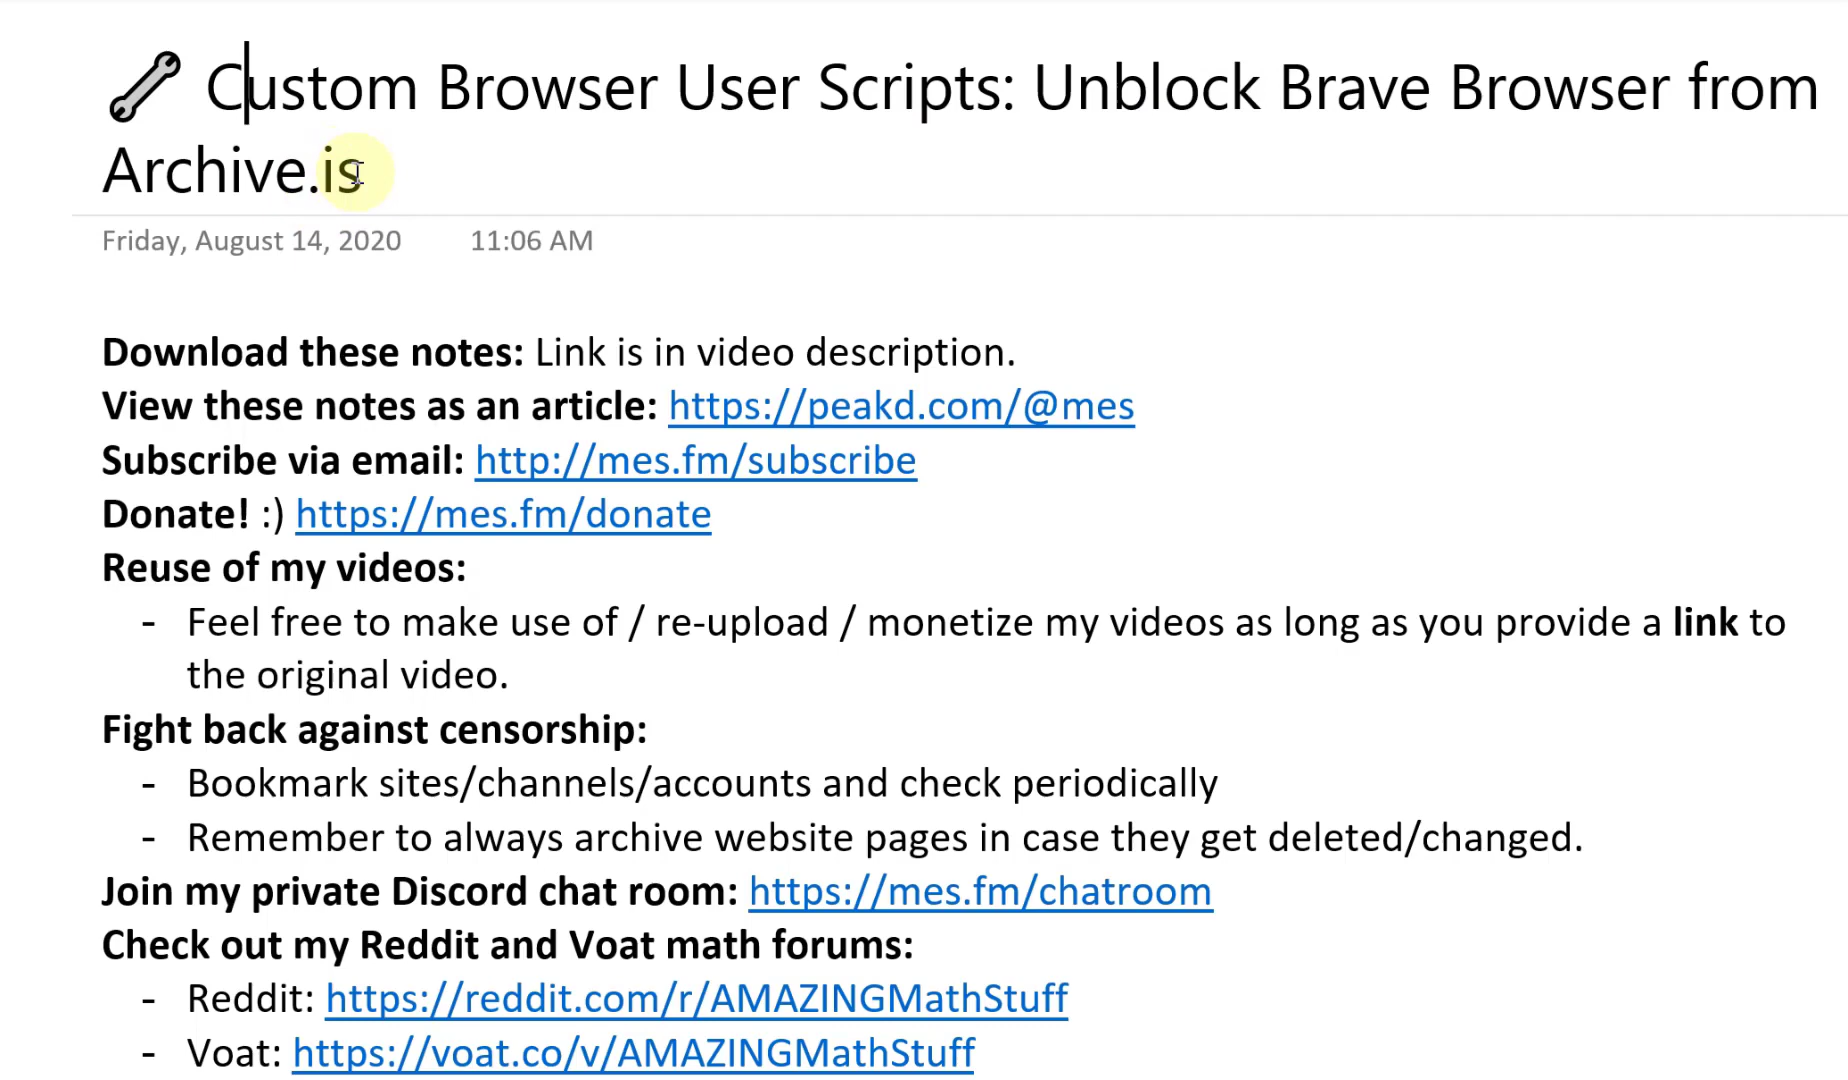 Custom Browser User Scripts: Unblock Brave Browser from
Archive.is
Friday, August 14, 2020 11:06 AM
Download these notes: Link is in video description.
View these notes as an article: https://peakd.com/@mes
Subscribe via email: http://mes.fm/subscribe
Donate! :) https://mes.fm/donate
Reuse of my videos:
- Feel free to make use of / re-upload / monetize my videos as long as you provide a link to
the original video.
Fight back against censorship:
- Bookmark sites/channels/accounts and check periodically
- Remember to always archive website pages in case they get deleted/changed.
Join my private Discord chat room: https://mes.fm/chatroom
Check out my Reddit and Voat math forums:
- Reddit: https://reddit.com/r/AMAZINGMathStuff
- Voat: https://voat.co/v/AMAZINGMathStuff